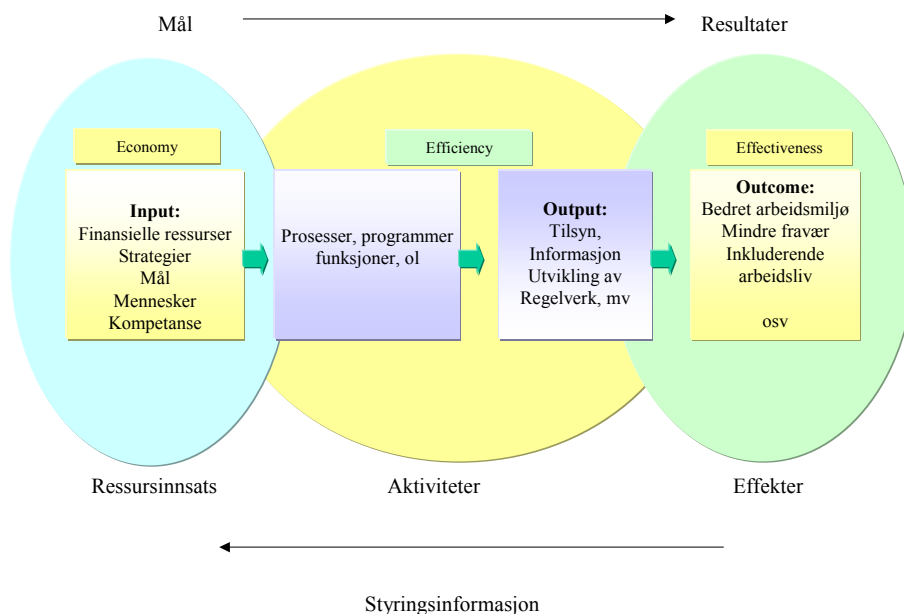 Mål
Resultater
Economy
Efficiency
Effectiveness
Input:
Finansielle ressurser
Strategier
Mål
Mennesker
Kompetanse
Prosesser, programmer
funksjoner, ol
Output:
Tilsyn,
Informasjon
Utvikling av
Regelverk, mv
Outcome:
Bedret arbeidsmiljø
Mindre fravær
Inkluderende
arbeidsliv
osv
Ressursinnsats
Aktiviteter
Effekter
Styringsinformasjon